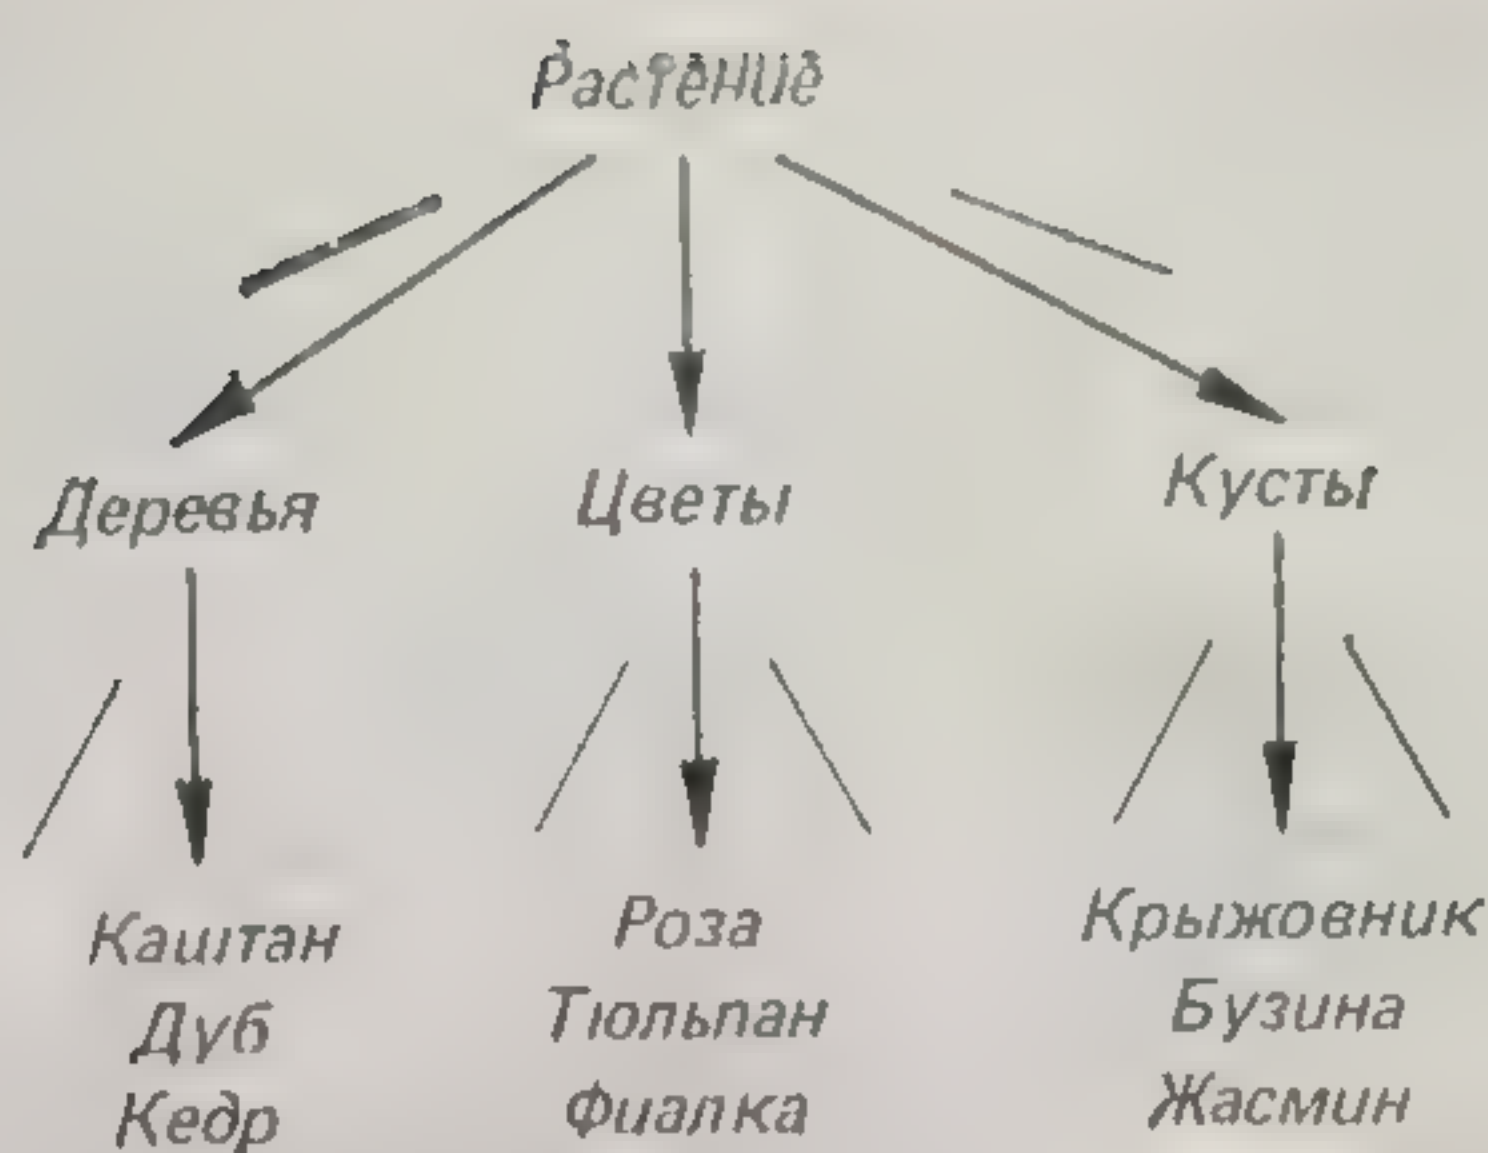 Растение
Деревья
Цветы
Кусты
Каштан
Дуб
Кедр
Роза
Тюльпан
Фиалка
Крыжовник
Бузина
Жасмин